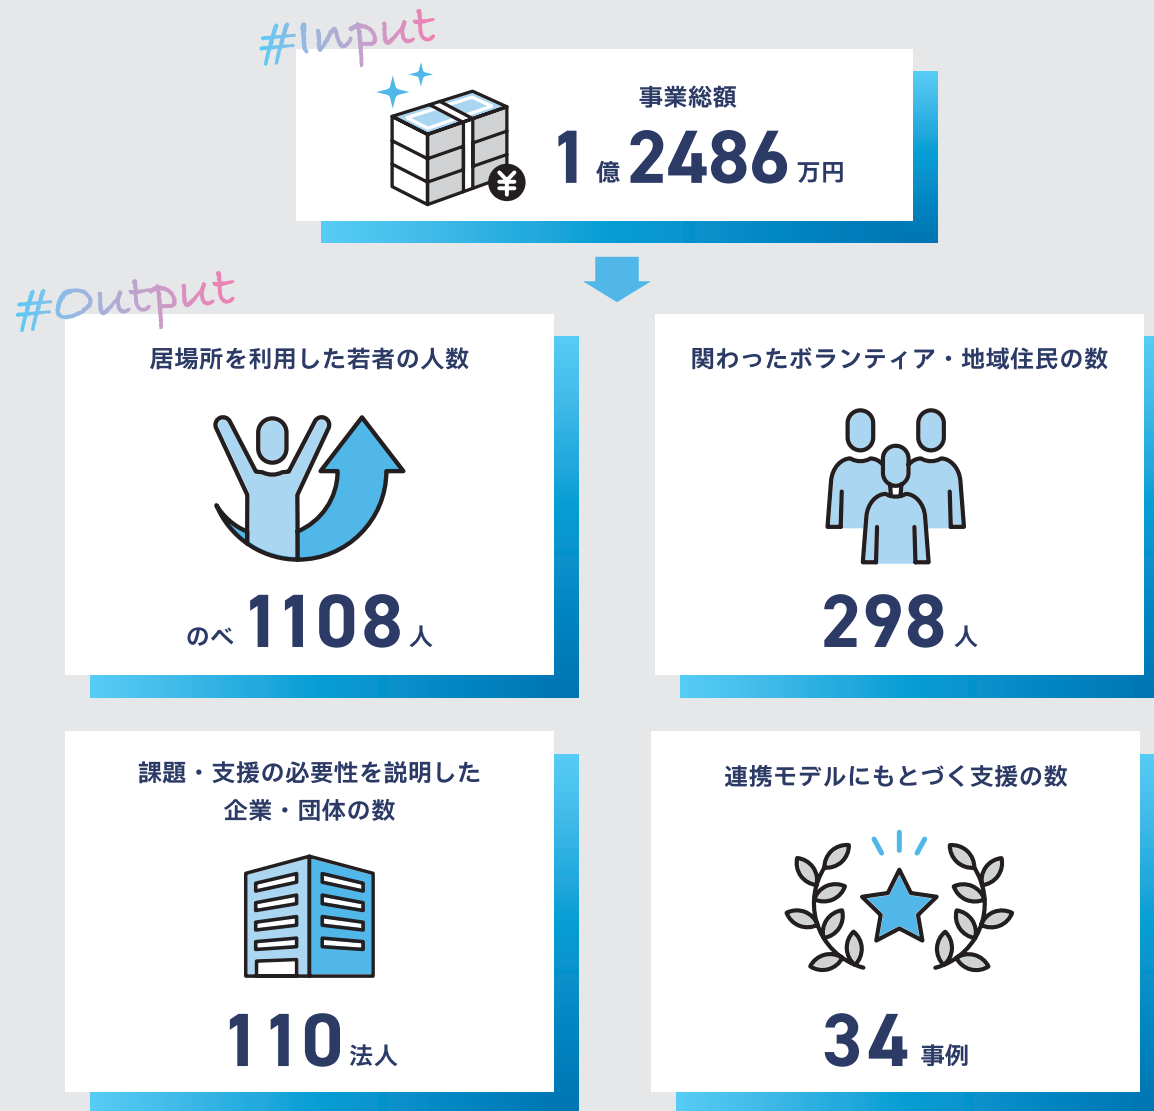 #Input
事業総額
1億2486万円
#Output
居場所を利用した若者の人数
のべ 1108人
関わったボランティア・地域住民の数
298人
課題・支援の必要性を説明した
企業・団体の数
110法人
連携モデルにもとづく支援の数
34事例